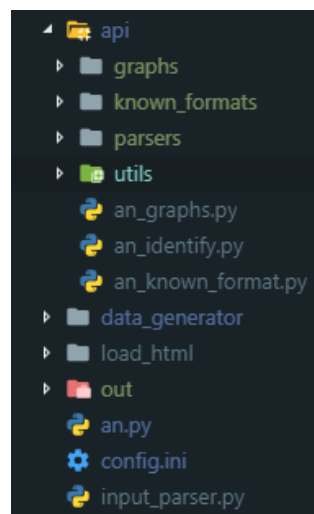 api
graphs
known_formats
parsers
utils
an_graphs.py
an_identify.py
an_known_format.py
data_generator
load_html
out
an.py
config.ini
input_parser.py